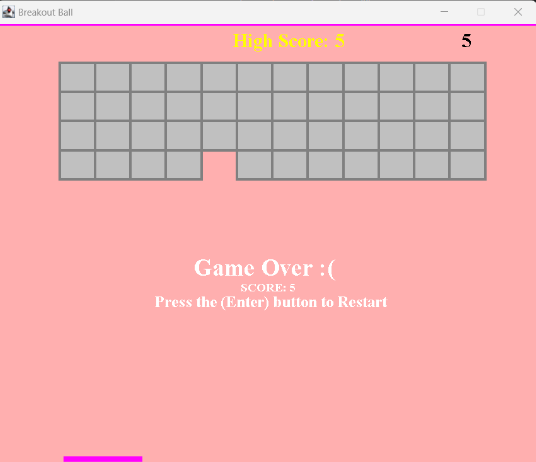 Breakout Ball
High Score: 5 5
Game Over :(
SCORE: 5
Press the (Enter) button to Restart